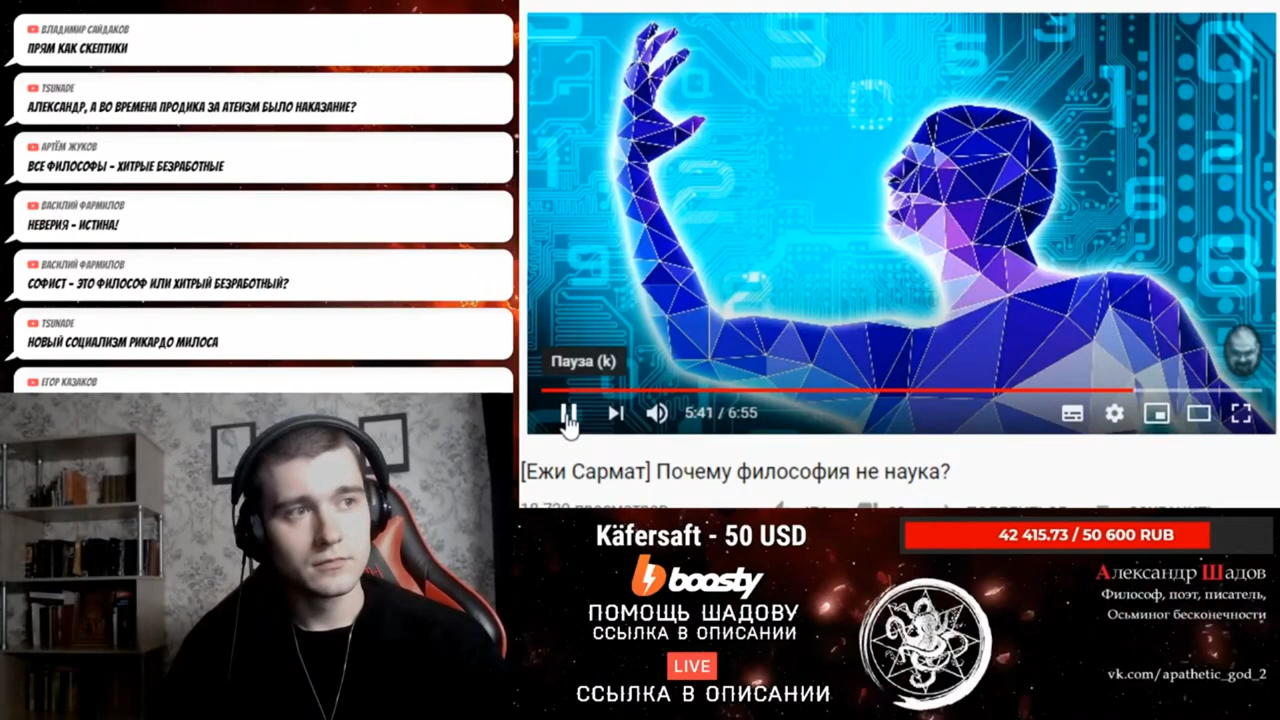 ВЛАДИМИР САЙДАКОВ
ПРЯМ КАК СКЕПТИКИ
TSUNADE
АЛЕКСАНДР, А ВО ВРЕМЕНА ПРОДИКА ЗА АТЕИЗМ БЫЛО НАКАЗАНИЕ?
АРТЁМ ЖУКОВ
ВСЕ ФИЛОСОФЫ - ХИТРЫЕ БЕЗРАБОТНЫЕ
ВАСИЛИЙ ФАРМИЛОВ
НЕВЕРИЯ - ИСТИНА!
ВАСИЛИЙ ФАРМИЛОВ
СОФИСТ - ЭТО ФИЛОСОФ ИЛИ ХИТРЫЙ БЕЗРАБОТНЫЙ?
TSUNADE
НОВЫЙ СОЦИАЛИЗМ РИКАРДО МИЛОСА
ЕГОР КАЗАКОВ
Пауза (k)
5:41 / 6:55
[Ежи Сармат] Почему философия не наука?
Käfersaft - 50 USD
boosty
ПОМОЩЬ ШАДОВУ
ССЫЛКА В ОПИСАНИИ
LIVE
ССЫЛКА В ОПИСАНИИ
42 415.73 / 50 600 RUB
Александр Шадов
Философ, поэт, писатель,
Осьминог бесконечности
vk.com/apathetic_god_2